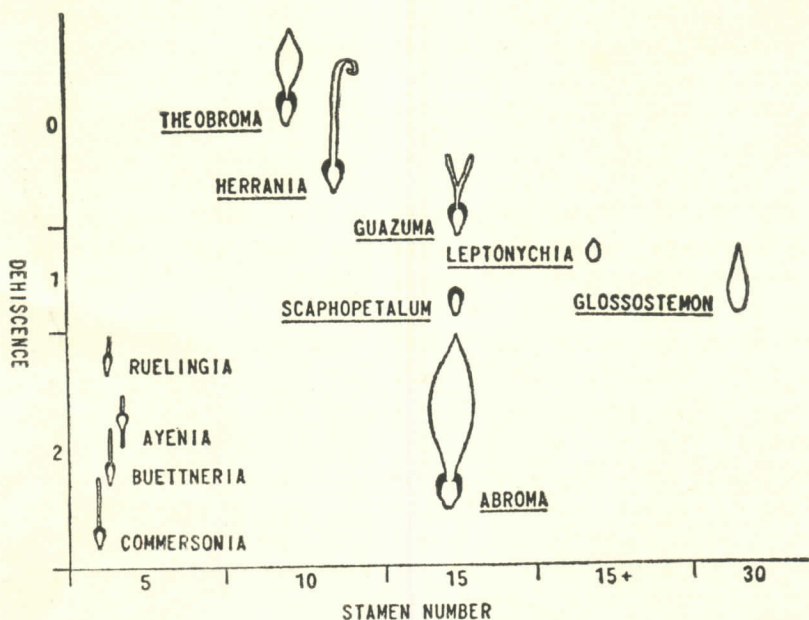 0
THEOBROMA
HERRANIA
GUAZUMA
LEPTONYCHIA
DEHISCENCE
1
SCAPHOPETALUM
GLOSSOSTEMON
RUELINGIA
AYENIA
2
BUETTNERIA
ABROMA
COMMERSONIA
5 10 15 15+ 30
STAMEN NUMBER